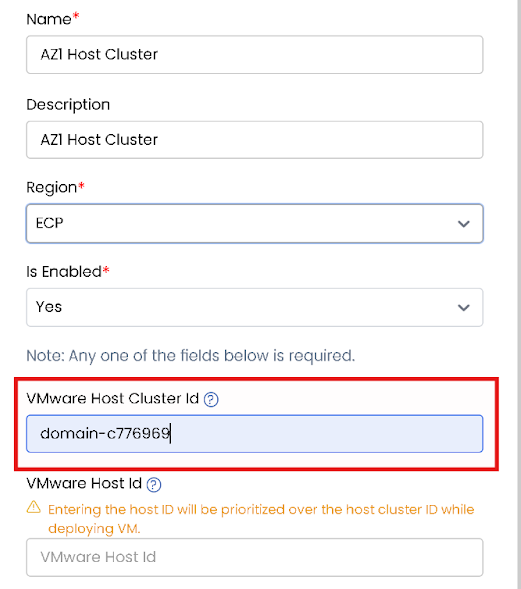 Name*
AZ1 Host Cluster
Description
AZ1 Host Cluster
Region*
ECP
Is Enabled*
Yes
Note: Any one of the fields below is required.
VMware Host Cluster Id ?
domain-c776969
VMware Host Id ?
Entering the host ID will be prioritized over the host cluster ID while
deploying VM.
VMware Host Id